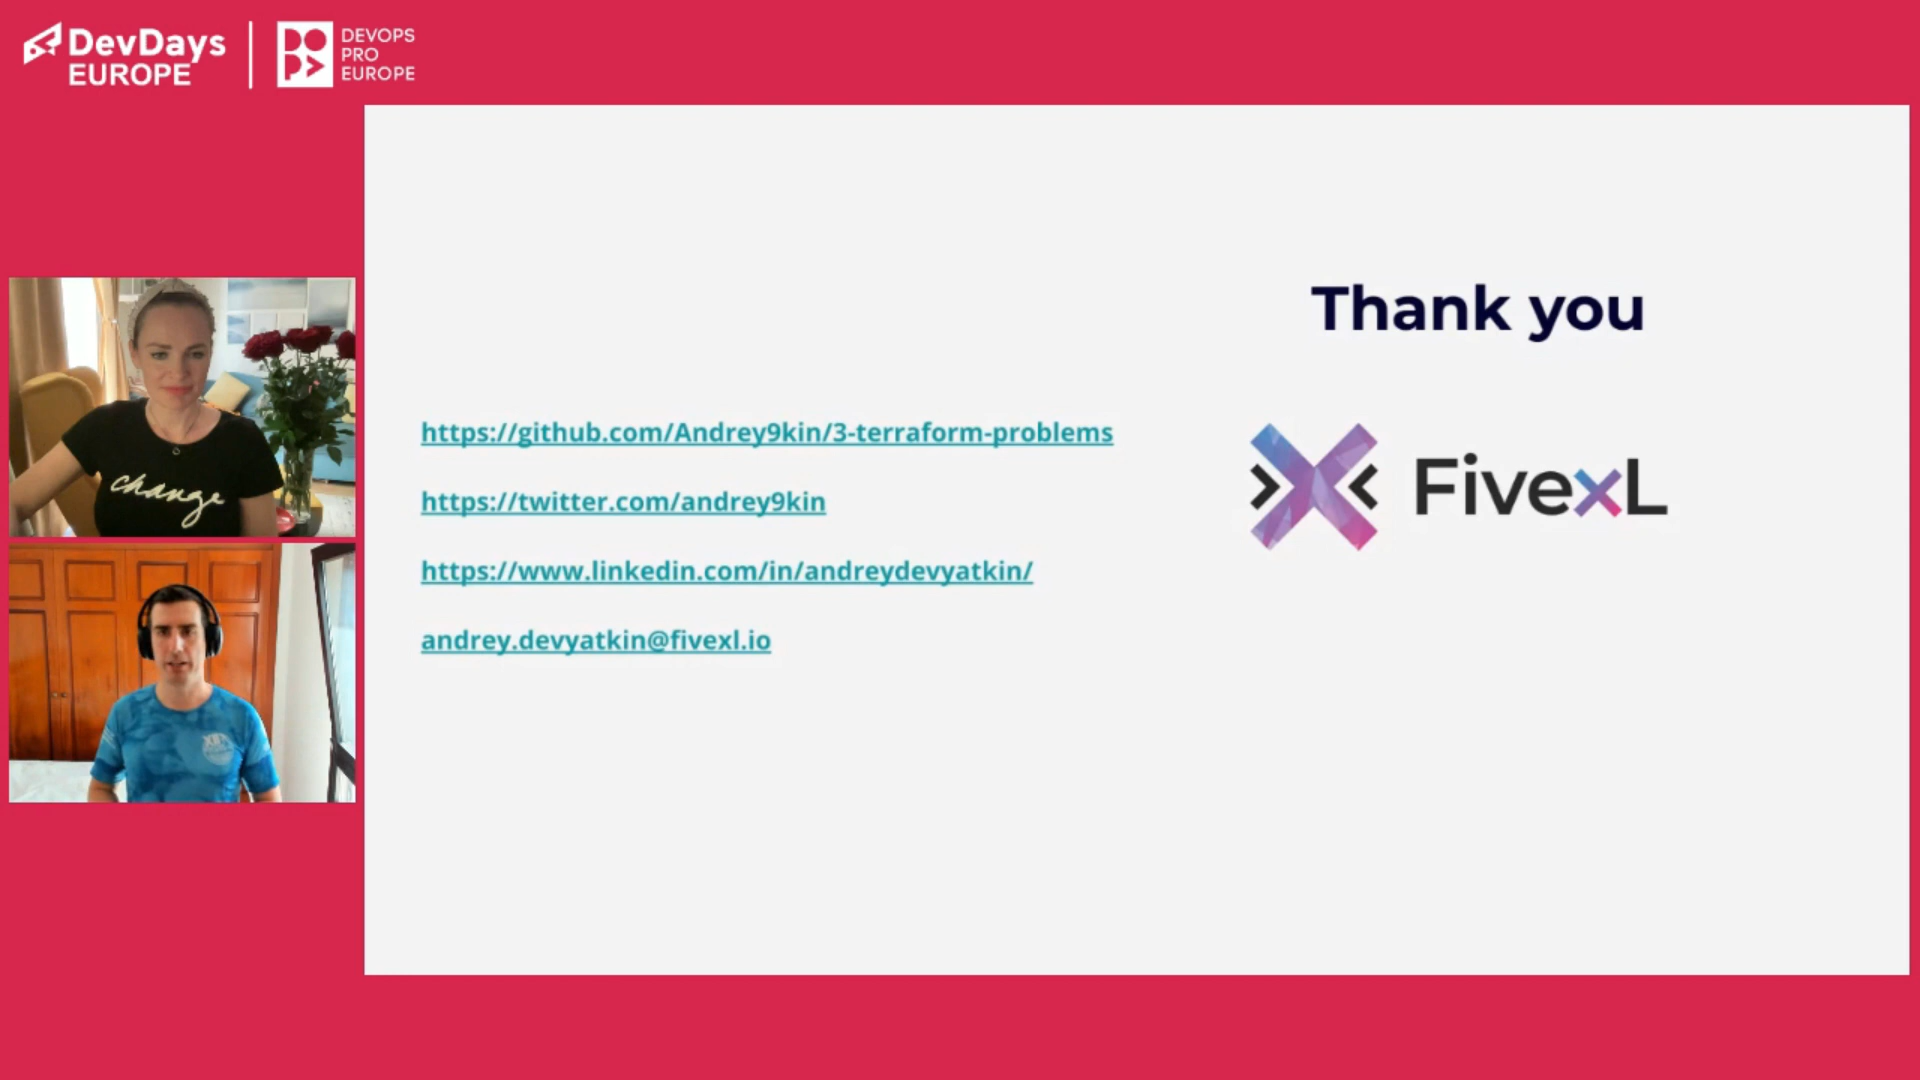 DevDays
EUROPE
DEVOPS
PRO
EUROPE
Thank you
https://github.com/Andrey9kin/3-terraform-problems
https://twitter.com/andrey9kin
https://www.linkedin.com/in/andreydevyatkin/
andrey.devyatkin@fivexl.io
FivexL
change